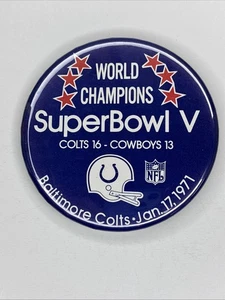 WORLD
CHAMPIONS
SuperBowl V
COLTS 16 - COWBOYS 13
NFL
Baltimore Colts • Jan. 17, 1971